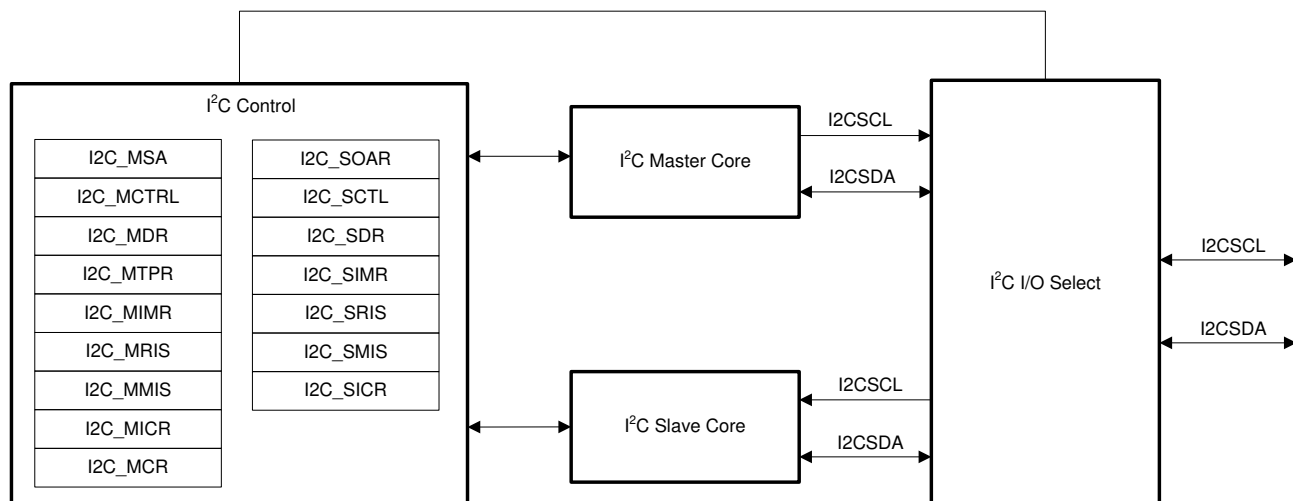 I²C Control
I2C_MSA
I2C_MCTRL
I2C_MDR
I2C_MTPR
I2C_MIMR
I2C_MRIS
I2C_MMIS
I2C_MICR
I2C_MCR
I2C_SOAR
I2C_SCTL
I2C_SDR
I2C_SIMR
I2C_SRIS
I2C_SMIS
I2C_SICR
I²C Master Core
I2CSCL
I2CSDA
I²C Slave Core
I2CSCL
I2CSDA
I²C I/O Select
I2CSCL
I2CSDA